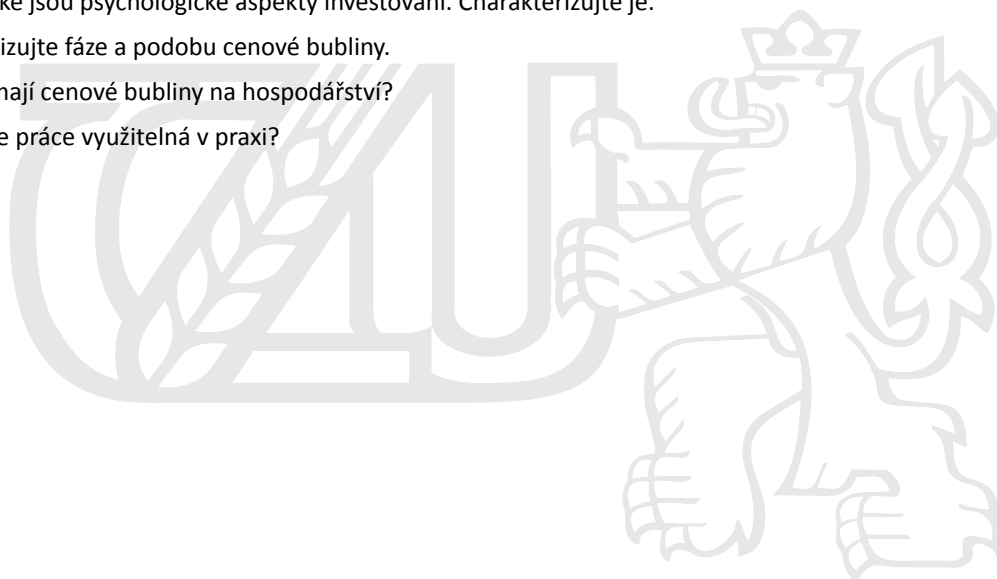 ké jsou psychologické aspekty investování. Charakterizujte je.
izujte fáze a podobu cenové bubliny.
mají cenové bubliny na hospodářství?
e práce využitelná v praxi?